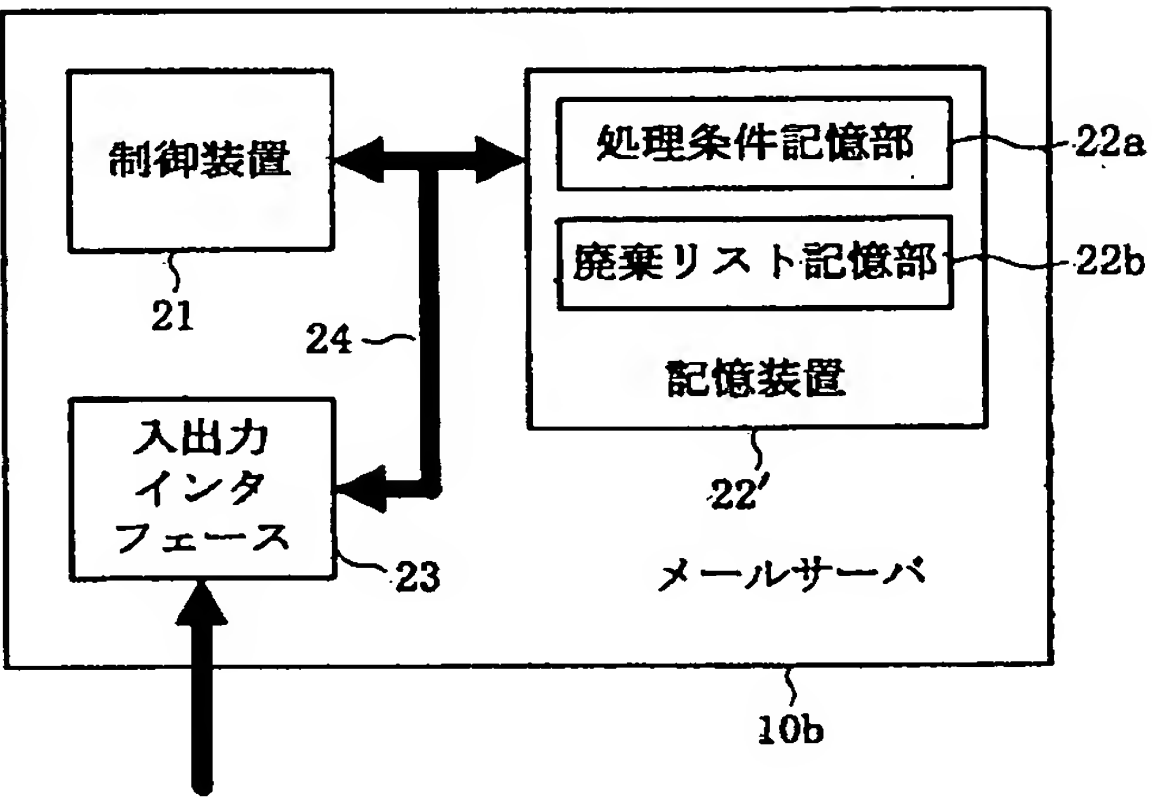 制御装置
21
処理条件記憶部
22a
廃棄リスト記憶部
22b
記憶装置
22′
24
入出力
インタ
フェース
23
メールサーバ
10b